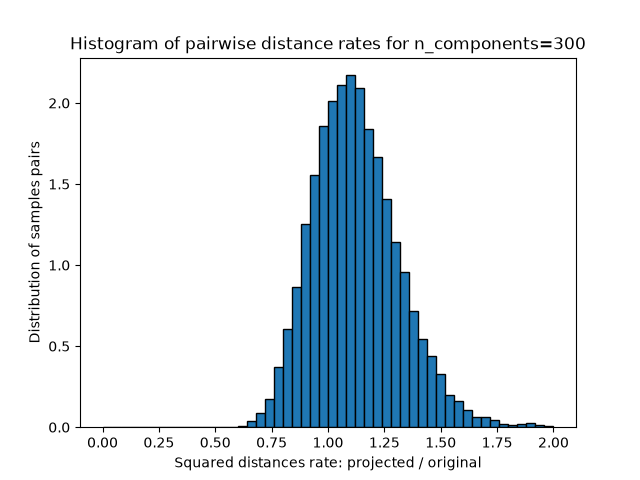 Histogram of pairwise distance rates for n_components=300
Distribution of samples pairs
2.0
1.5
1.0
0.5
0.0
0.00 0.25 0.50 0.75 1.00 1.25 1.50 1.75 2.00
Squared distances rate: projected / original